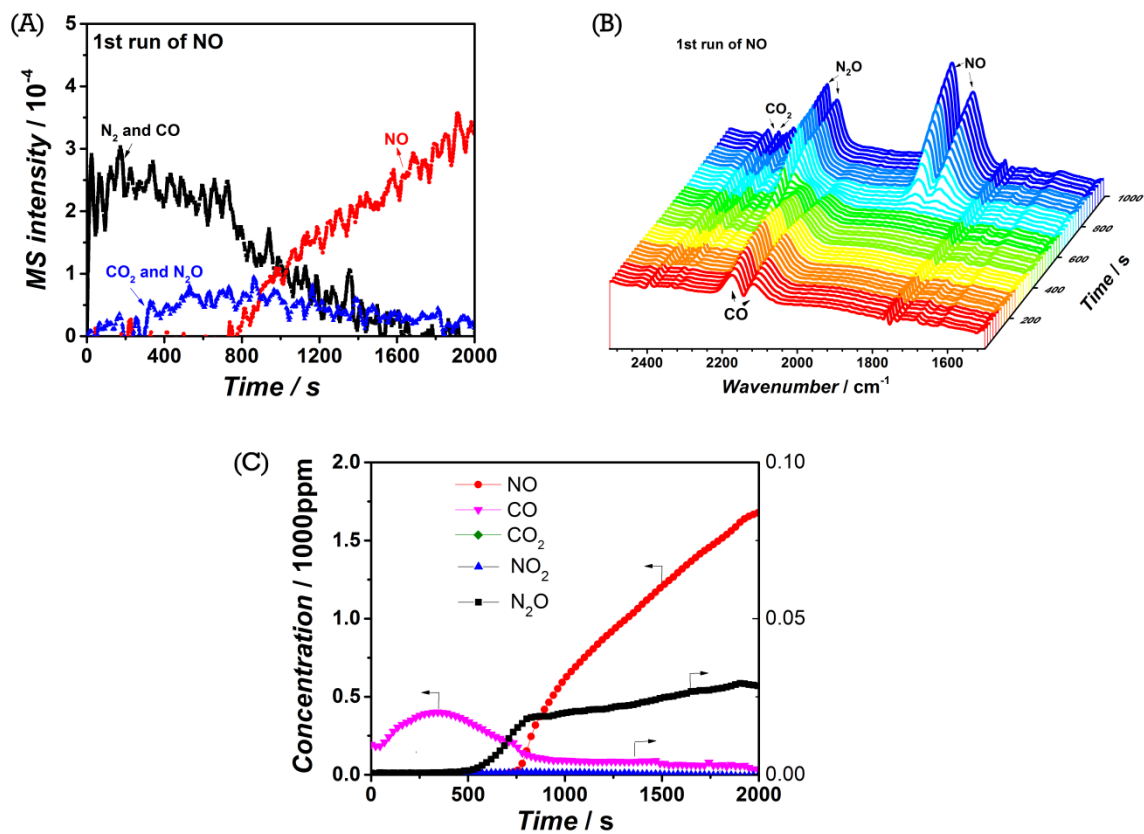 (A)
1st run of NO
N₂ and CO
NO
CO₂ and N₂O
MS intensity / 10⁻⁴
5
4
3
2
1
0
0 400 800 1200 1600 2000
Time / s
(B)
1st run of NO
N₂O
NO
CO₂
CO
2400 2200 2000 1800 1600
Wavenumber / cm⁻¹
200
400
600
800
1000
Time / s
(C)
Concentration / 1000ppm
2.0
1.5
1.0
0.5
0.0
0.10
0.05
0.00
NO
CO
CO₂
NO₂
N₂O
0 500 1000 1500 2000
Time / s